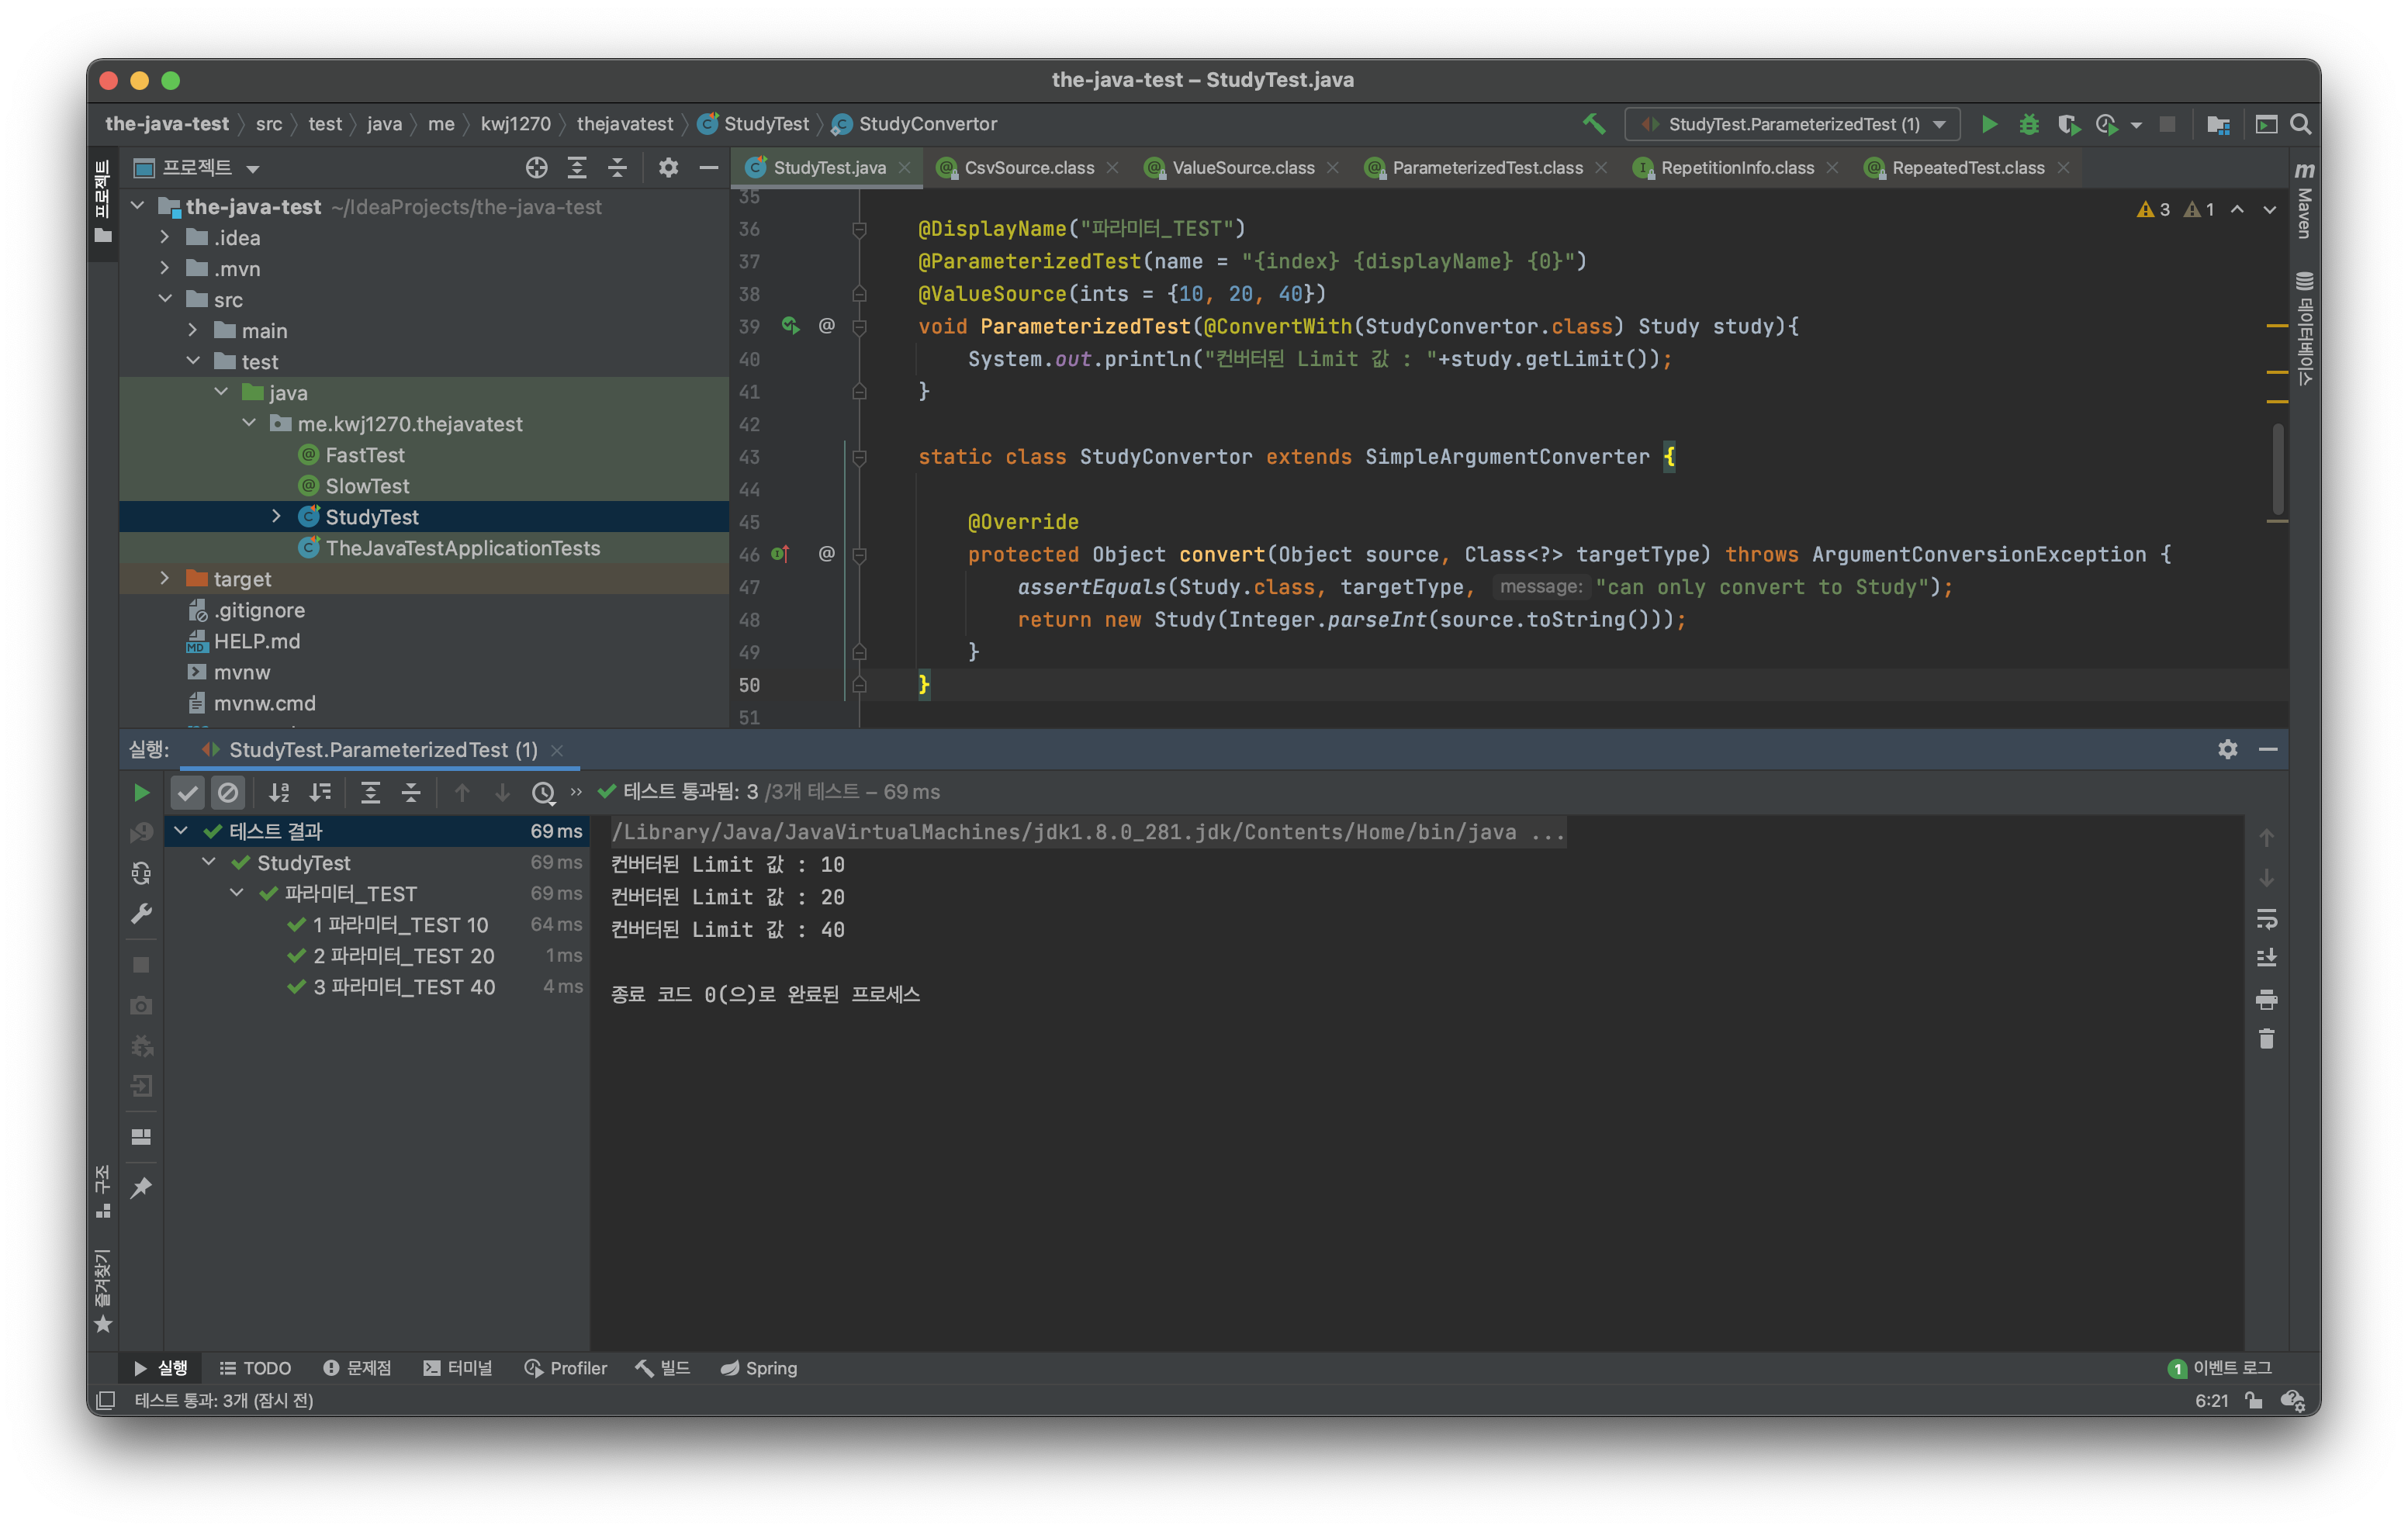 the-java-test – StudyTest.java
the-java-test src test java me kwj1270 thejavatest StudyTest StudyConvertor
StudyTest.ParameterizedTest (1)
프로젝트
프로젝트
StudyTest.java CsvSource.class ValueSource.class ParameterizedTest.class RepetitionInfo.class RepeatedTest.class
m Maven
데이터베이스
the-java-test ~/IdeaProjects/the-java-test
.idea
.mvn
src
main
test
java
me.kwj1270.thejavatest
FastTest
SlowTest
StudyTest
TheJavaTestApplicationTests
target
.gitignore
HELP.md
mvnw
mvnw.cmd
3 1
35
36 @DisplayName("파라미터_TEST")
37 @ParameterizedTest(name = "{index} {displayName} {0}")
38 @ValueSource(ints = {10, 20, 40})
39 @ void ParameterizedTest(@ConvertWith(StudyConvertor.class) Study study){
40 System.out.println("컨버터된 Limit 값 : "+study.getLimit());
41 }
42
43 static class StudyConvertor extends SimpleArgumentConverter {
44
45 @Override
46 @ protected Object convert(Object source, Class<?> targetType) throws ArgumentConversionException {
47 assertEquals(Study.class, targetType, message: "can only convert to Study");
48 return new Study(Integer.parseInt(source.toString()));
49 }
50 }
51
실행: StudyTest.ParameterizedTest (1)
테스트 통과됨: 3 /3개 테스트 – 69 ms
테스트 결과 69 ms
StudyTest 69 ms
파라미터_TEST 69 ms
1 파라미터_TEST 10 64 ms
2 파라미터_TEST 20 1 ms
3 파라미터_TEST 40 4 ms
/Library/Java/JavaVirtualMachines/jdk1.8.0_281.jdk/Contents/Home/bin/java ...
컨버터된 Limit 값 : 10
컨버터된 Limit 값 : 20
컨버터된 Limit 값 : 40
종료 코드 0(으)로 완료된 프로세스
구조
즐겨찾기
실행 TODO 문제점 터미널 Profiler 빌드 Spring
1 이벤트 로그
테스트 통과: 3개 (잠시 전)
6:21